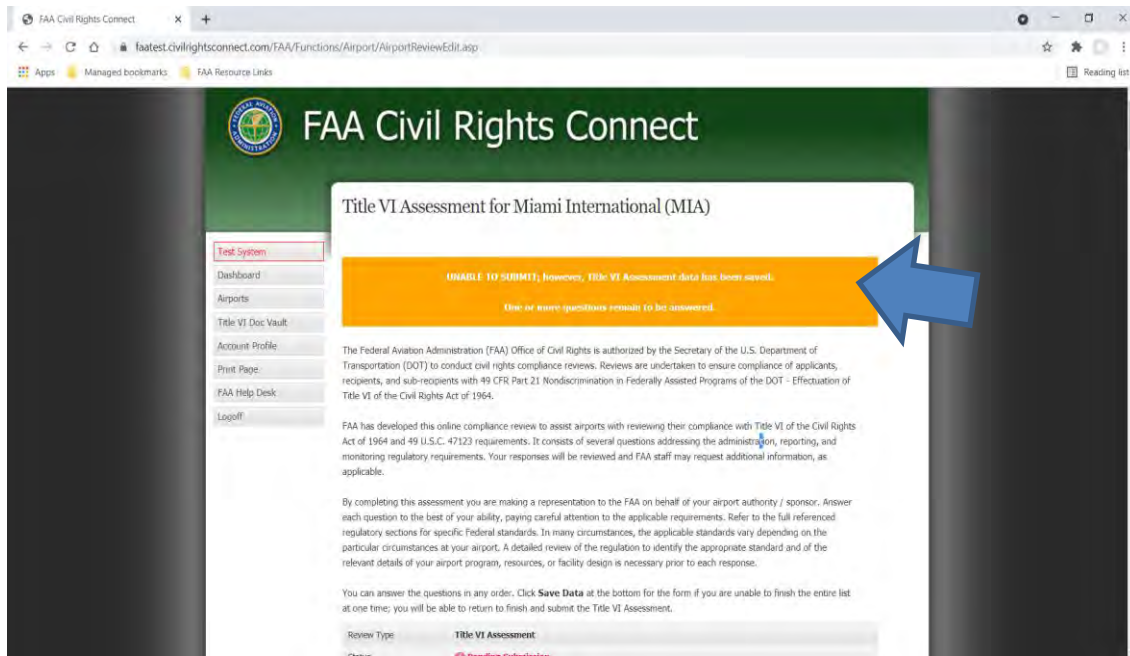 FAA Civil Rights Connect
faatest.civilrightsconnect.com/FAA/Functions/Airport/AirportReviewEdit.asp
Apps Managed bookmarks FAA Resource Links Reading list
FAA Civil Rights Connect
Title VI Assessment for Miami International (MIA)
Test System
Dashboard
Airports
Title VI Doc Vault
Account Profile
Print Page
FAA Help Desk
Logoff
UNABLE TO SUBMIT; however, Title VI Assessment data has been saved.
One or more questions remain to be answered.
The Federal Aviation Administration (FAA) Office of Civil Rights is authorized by the Secretary of the U.S. Department of
Transportation (DOT) to conduct civil rights compliance reviews. Reviews are undertaken to ensure compliance of applicants,
recipients, and sub-recipients with 49 CFR Part 21 Nondiscrimination in Federally Assisted Programs of the DOT - Effectuation of
Title VI of the Civil Rights Act of 1964.
FAA has developed this online compliance review to assist airports with reviewing their compliance with Title VI of the Civil Rights
Act of 1964 and 49 U.S.C. 47123 requirements. It consists of several questions addressing the administration, reporting, and
monitoring regulatory requirements. Your responses will be reviewed and FAA staff may request additional information, as
applicable.
By completing this assessment you are making a representation to the FAA on behalf of your airport authority / sponsor. Answer
each question to the best of your ability, paying careful attention to the applicable requirements. Refer to the full referenced
regulatory sections for specific Federal standards. In many circumstances, the applicable standards vary depending on the
particular circumstances at your airport. A detailed review of the regulation to identify the appropriate standard and of the
relevant details of your airport program, resources, or facility design is necessary prior to each response.
You can answer the questions in any order. Click Save Data at the bottom for the form if you are unable to finish the entire list
at one time; you will be able to return to finish and submit the Title VI Assessment.
Review Type Title VI Assessment
Status Pending Submission